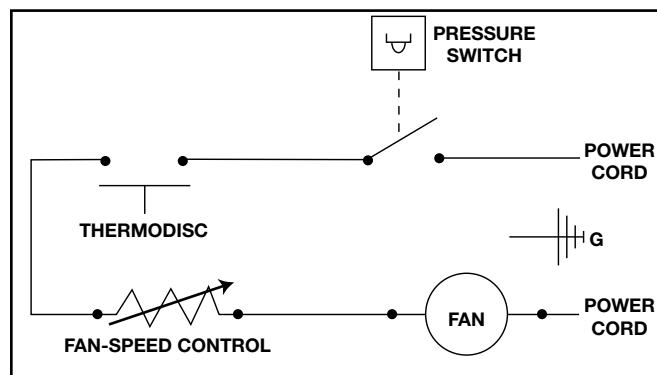 PRESSURE
SWITCH
POWER
CORD
THERMODISC
G
FAN
POWER
CORD
FAN-SPEED CONTROL